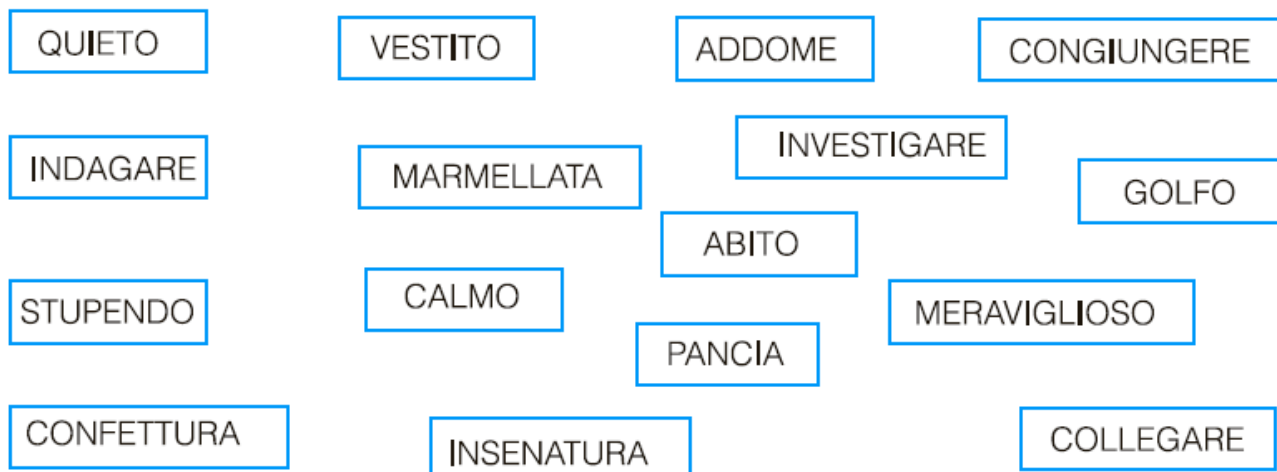 QUIETO
VESTITO
ADDOME
CONGIUNGERE
INDAGARE
MARMELLATA
INVESTIGARE
GOLFO
ABITO
STUPENDO
CALMO
MERAVIGLIOSO
PANCIA
CONFETTURA
INSENATURA
COLLEGARE